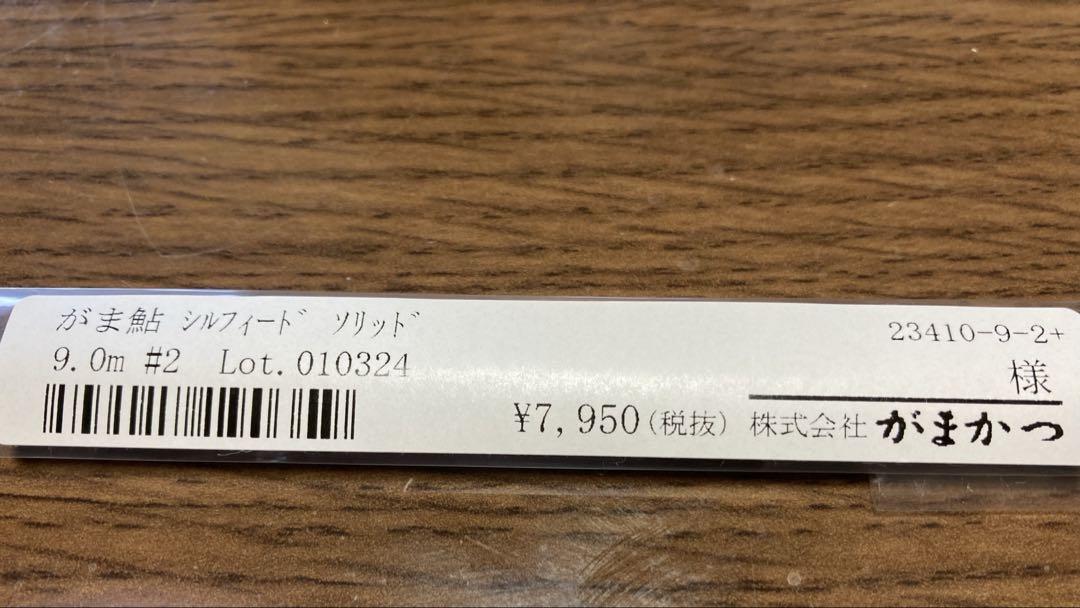 がま鮎 ｼﾙﾌｨｰﾄﾞ ｿﾘｯﾄﾞ
23410-9-2+
9.0m #2 Lot.010324
様
¥7,950(税抜) 株式会社 がまかつ